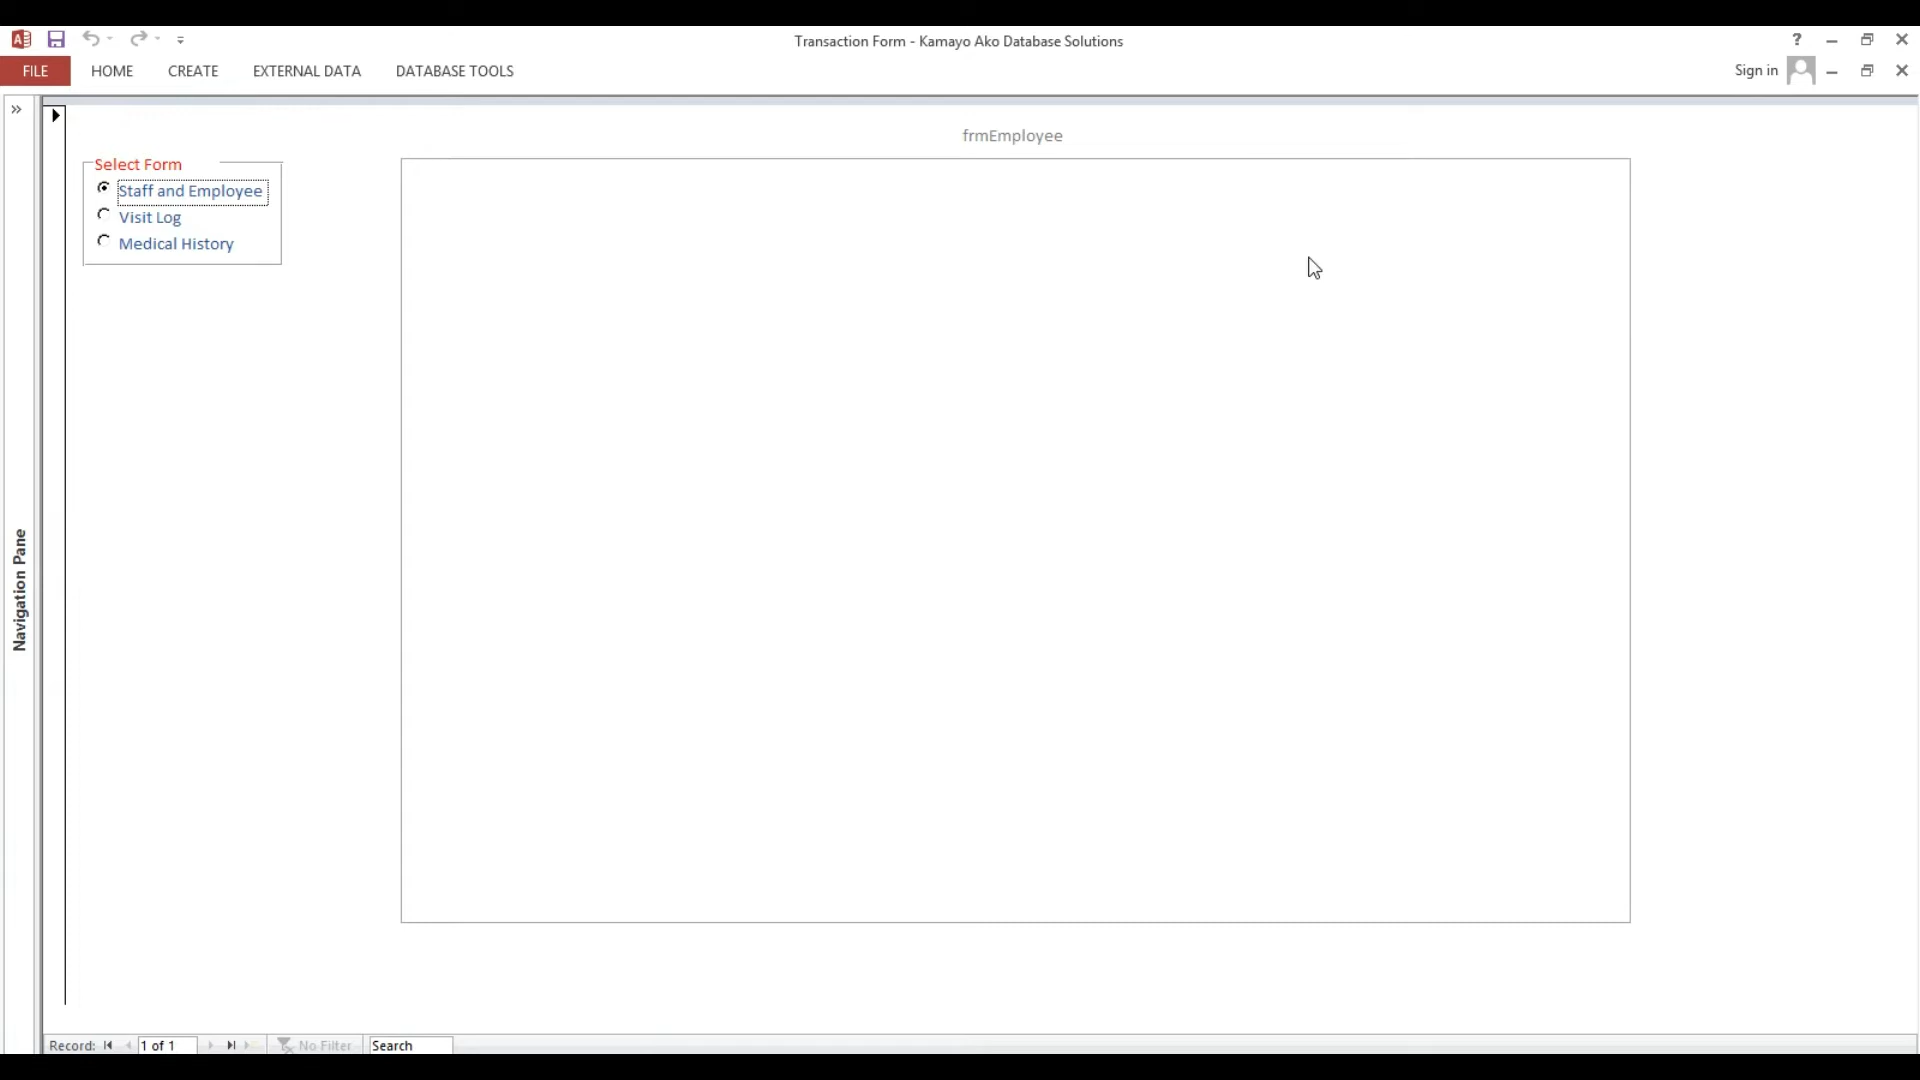 Transaction Form - Kamayo Ako Database Solutions
?
FILE HOME CREATE EXTERNAL DATA DATABASE TOOLS
Sign in
frmEmployee
Select Form
Staff and Employee
Visit Log
Medical History
Navigation Pane
Record: 1 of 1 No Filter Search